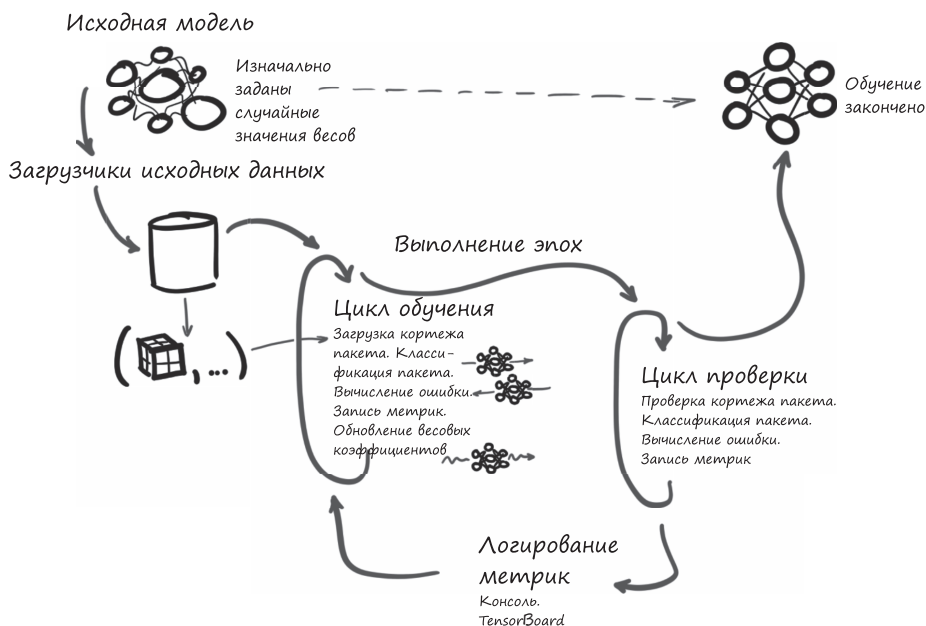 Исходная модель
Изначально
заданы
случайные
значения весов
Обучение
закончено
Загрузчики исходных данных
Выполнение эпох
Цикл обучения
Загрузка кортежа
пакета. Класси-
фикация пакета.
Вычисление ошибки.
Запись метрик.
Обновление весовых
коэффициентов
(
, ...)
Цикл проверки
Проверка кортежа пакета.
Классификация пакета.
Вычисление ошибки.
Запись метрик
Логирование
метрик
Консоль.
TensorBoard